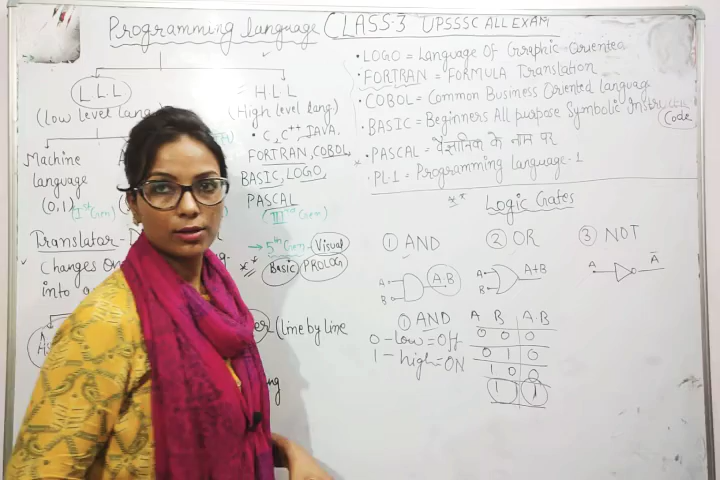 Programming language
CLASS-3 UPSSSC ALL EXAM
L.L.L
(Low level Lang
Machine
language
(0,1)
(Ist Gen)
= H.L.L
(High level lang.)
• C, C++, JAVA.
FORTRAN, COBOL,
BASIC, LOGO,
PASCAL
(IIIrd Gen)
→ 5th Gen - Visual
** Basic PROLOG
Translator -
Changes
into a
(line by line
• LOGO = Language Of Graphic-Oriented
• FORTRAN = FORMULA Translation
• COBOL = Common Business Oriented language
• BASIC = Beginners All purpose Symbolic Instruction
Code
* • PASCAL = वैज्ञानिक के नाम पर
• PL-1 = Programming language-1
** Logic Gates
① AND ② OR ③ NOT
A B A.B
A B A+B
A Ā
① AND
0 - low = Off
1 - high = ON
A B A.B
0 0 0
0 1 0
1 0 0
1 1 1